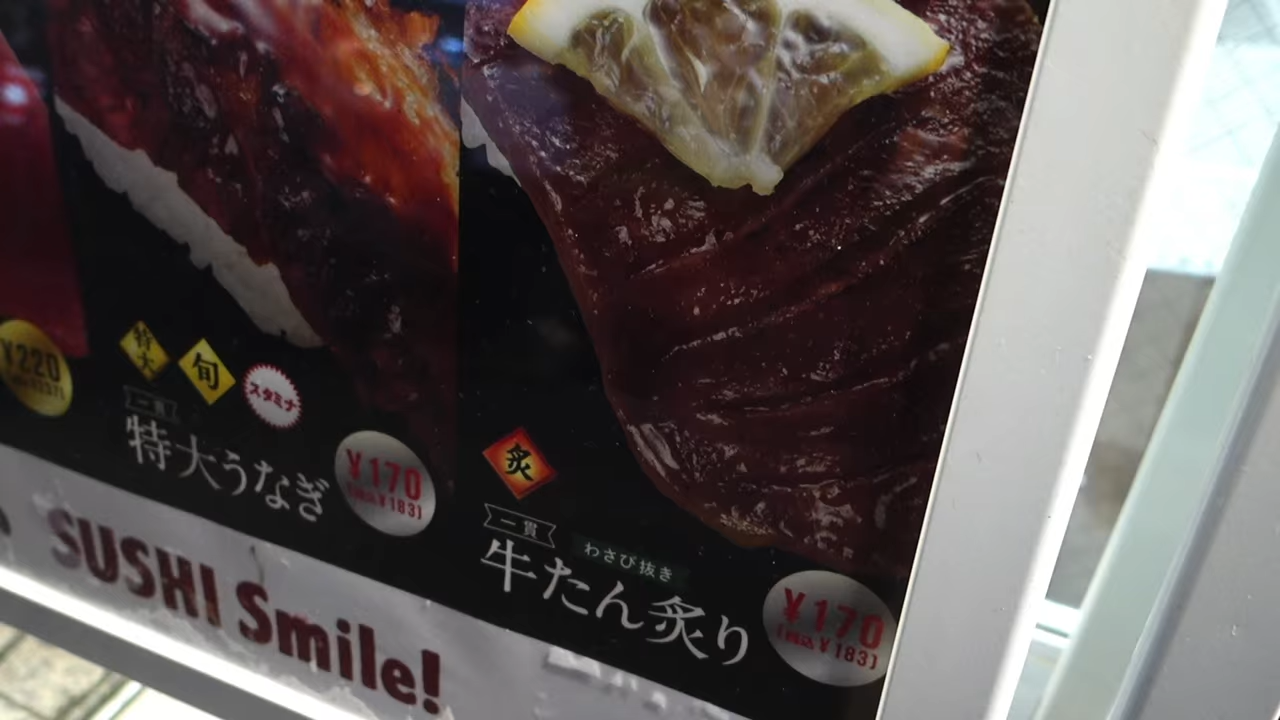 ¥220
特大
旬
スタミナ
一貫
特大うなぎ
¥170
(税込¥183)
炙
一貫
わさび抜き
牛たん炙り
¥170
(税込¥183)
SUSHI Smile!